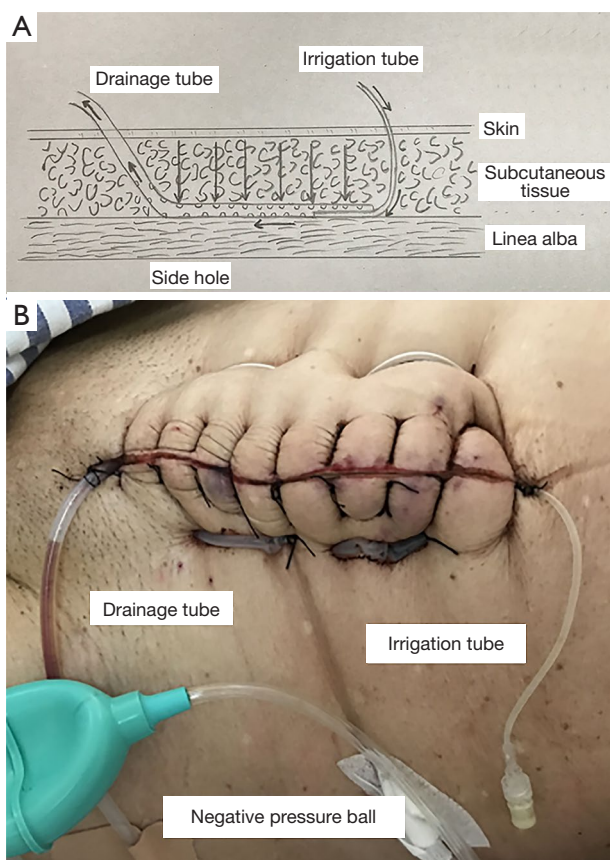 A
Drainage tube
Irrigation tube
Skin
Subcutaneous
tissue
Linea alba
Side hole
B
Drainage tube
Irrigation tube
Negative pressure ball